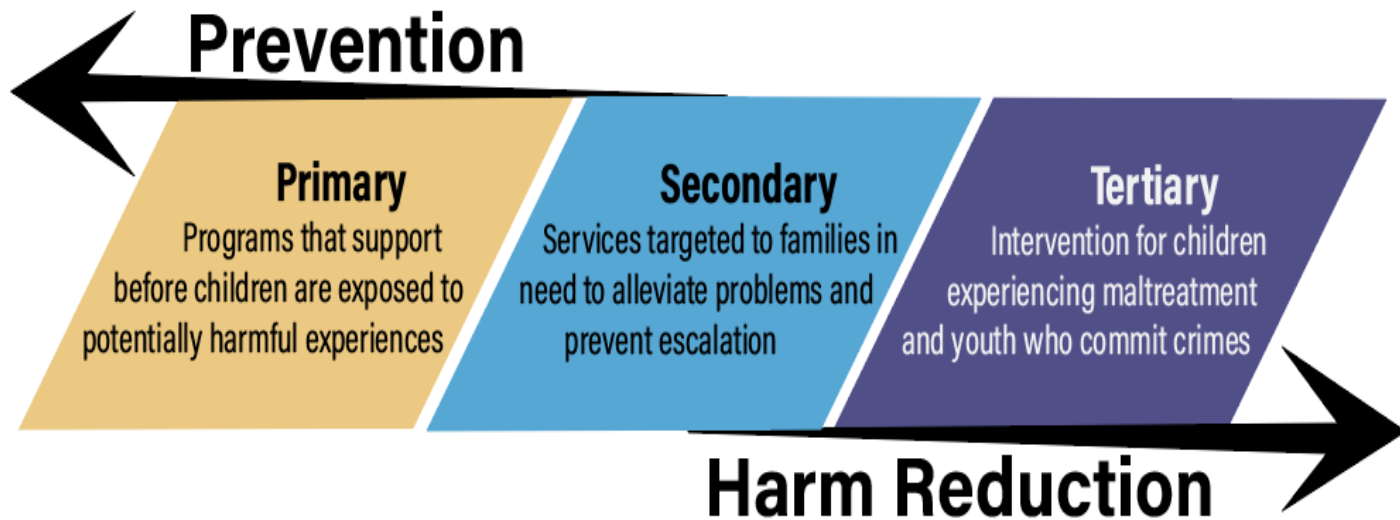 Prevention
Primary
Programs that support
before children are exposed to
potentially harmful experiences
Secondary
Services targeted to families in
need to alleviate problems and
prevent escalation
Tertiary
Intervention for children
experiencing maltreatment
and youth who commit crimes
Harm Reduction